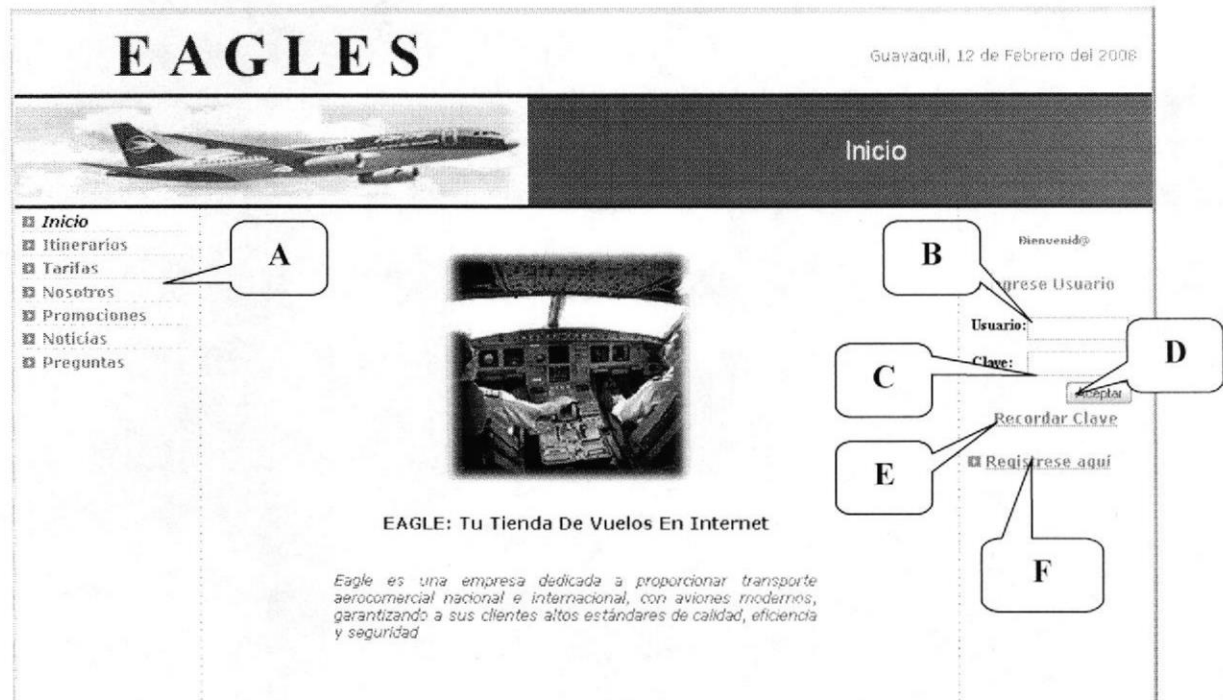 EAGLES
Guayaquil, 12 de Febrero del 2008
Inicio
Inicio
Itinerarios
Tarifas
Nosotros
Promociones
Noticias
Preguntas
A
EAGLE: Tu Tienda De Vuelos En Internet
Eagle es una empresa dedicada a proporcionar transporte
aerocomercial nacional e internacional, con aviones modernos,
garantizando a sus clientes altos estándares de calidad, eficiencia
y seguridad
B
Bienvenid@
grese Usuario
Usuario:
Clave:
C
D
Aceptar
Recordar Clave
E
Registrese aquí
F